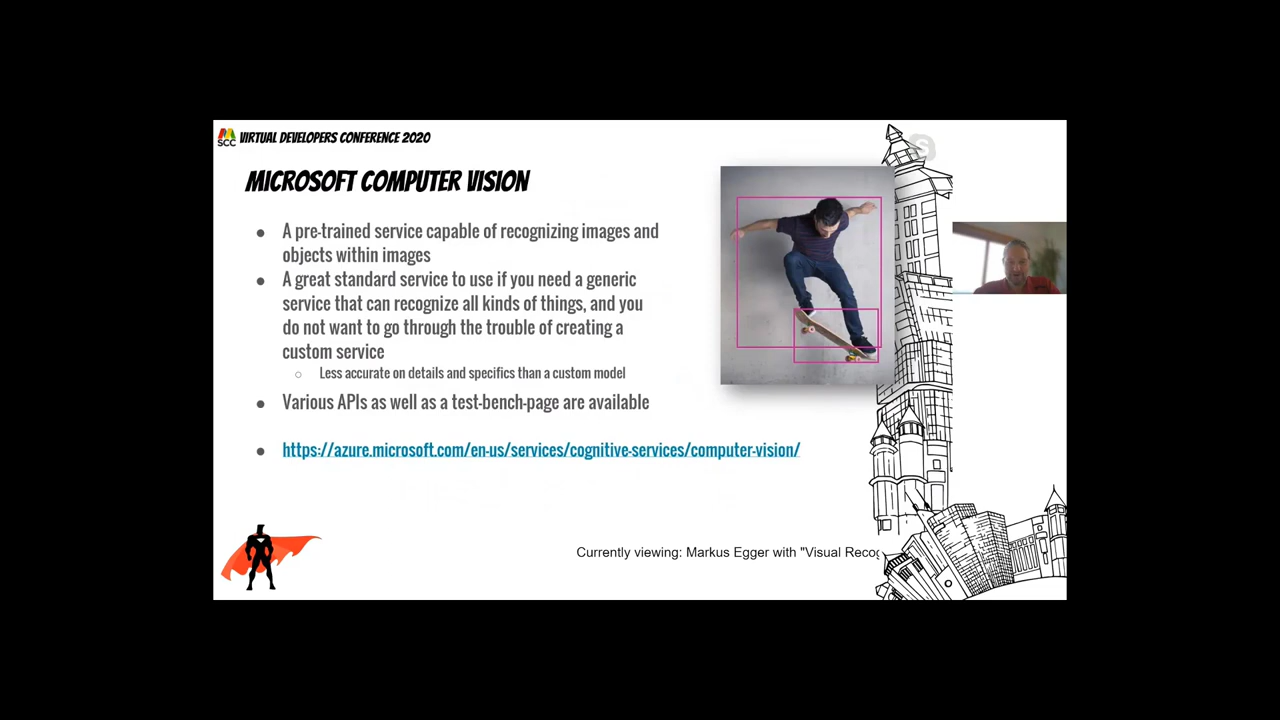 SCC VIRTUAL DEVELOPERS CONFERENCE 2020
MICROSOFT COMPUTER VISION
● A pre-trained service capable of recognizing images and
objects within images
● A great standard service to use if you need a generic
service that can recognize all kinds of things, and you
do not want to go through the trouble of creating a
custom service
○ Less accurate on details and specifics than a custom model
● Various APIs as well as a test-bench-page are available
● https://azure.microsoft.com/en-us/services/cognitive-services/computer-vision/
Currently viewing: Markus Egger with "Visual Recog